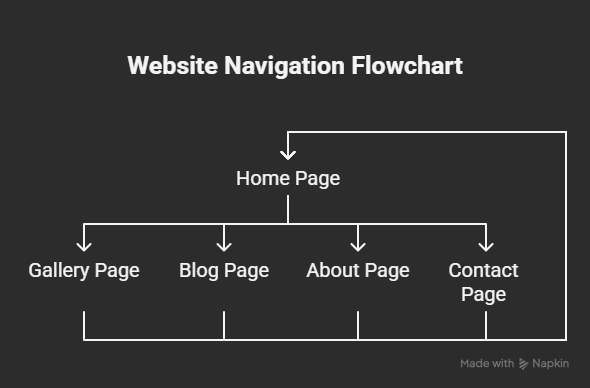 Website Navigation Flowchart
Home Page
Gallery Page
Blog Page
About Page
Contact
Page
Made with Napkin